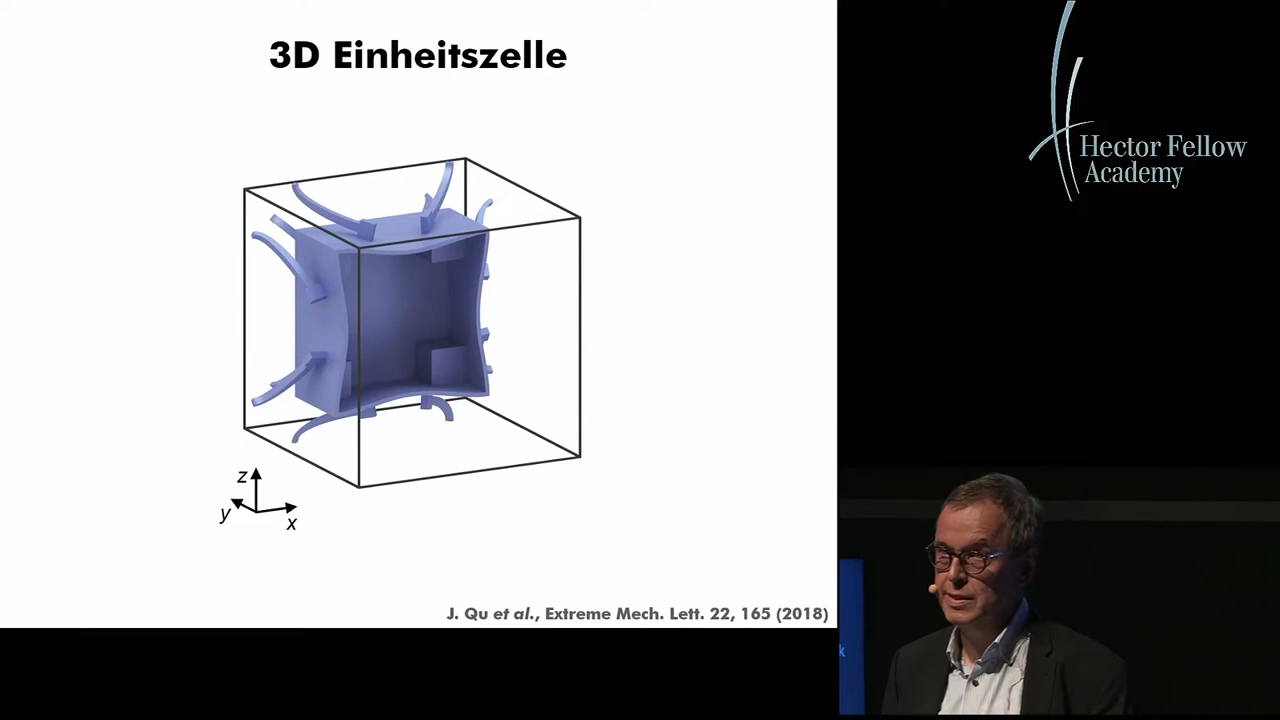 3D Einheitszelle
Hector Fellow
Academy
z
y
x
J. Qu et al., Extreme Mech. Lett. 22, 165 (2018)
k